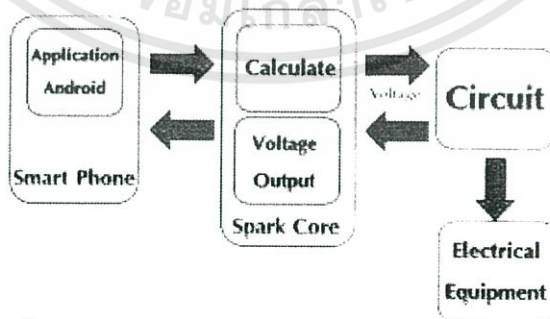 Application
Android
Smart Phone
Calculate
Voltage
Output
Spark Core
Voltage
Circuit
Electrical
Equipment